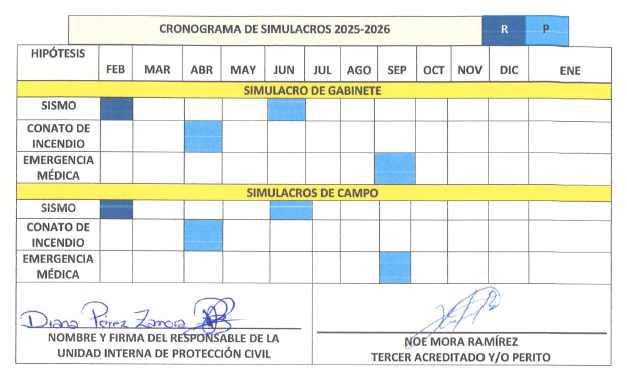 CRONOGRAMA DE SIMULACROS 2025-2026 R P
HIPÓTESIS
FEB MAR ABR MAY JUN JUL AGO SEP OCT NOV DIC ENE
SIMULACRO DE GABINETE
SISMO
CONATO DE
INCENDIO
EMERGENCIA
MÉDICA
SIMULACROS DE CAMPO
SISMO
CONATO DE
INCENDIO
EMERGENCIA
MÉDICA
Diana Pérez Zamora
NOMBRE Y FIRMA DEL RESPONSABLE DE LA
UNIDAD INTERNA DE PROTECCIÓN CIVIL
NOE MORA RAMÍREZ
TERCER ACREDITADO Y/O PERITO